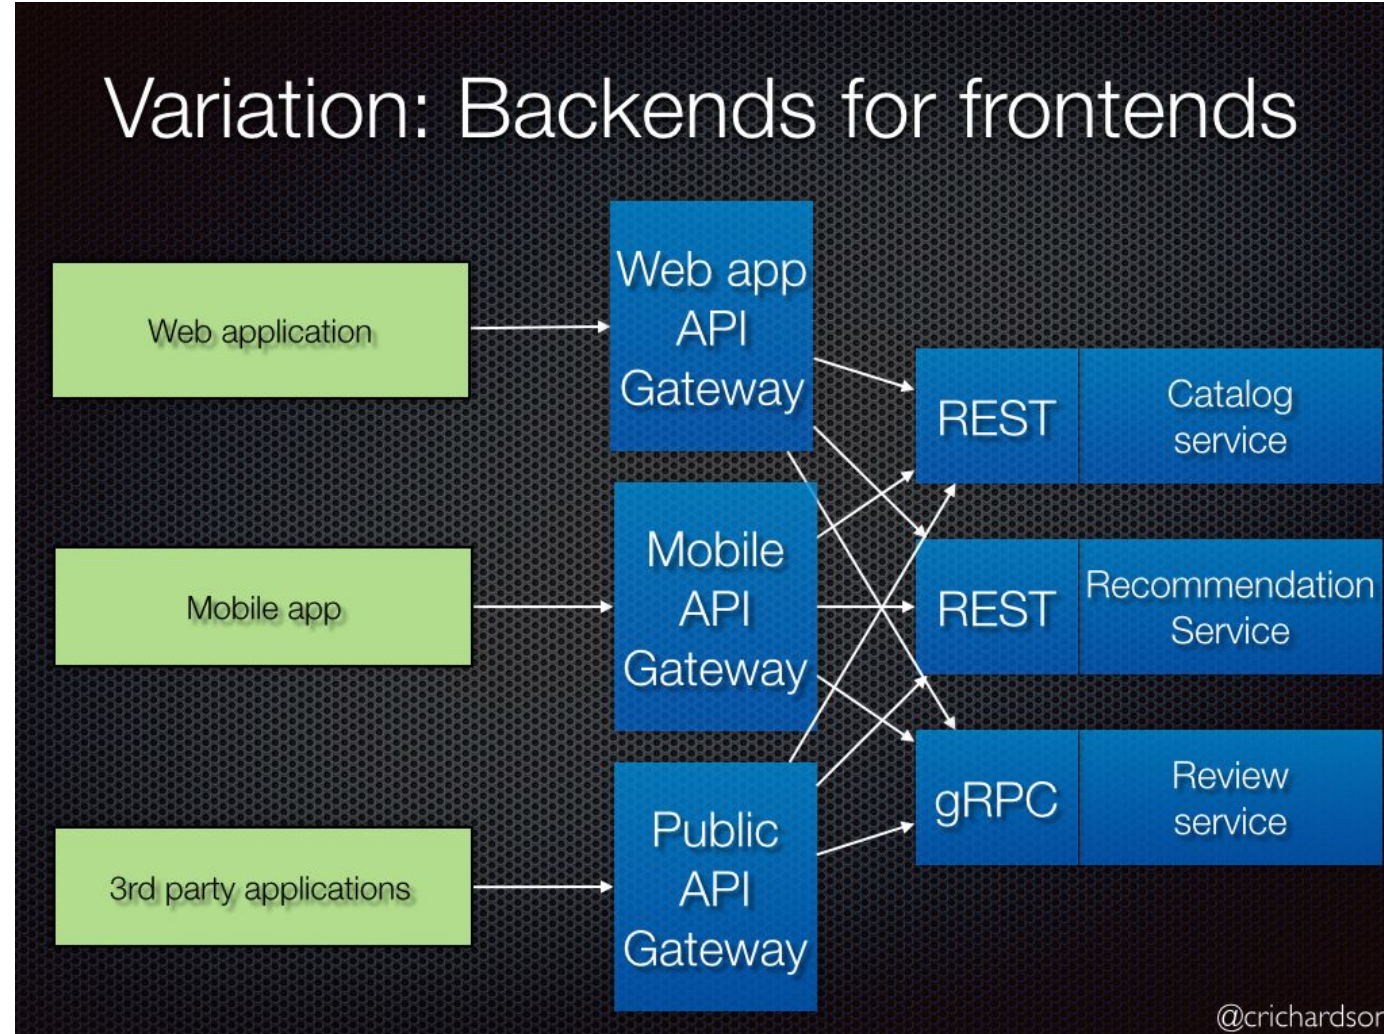 Variation: Backends for frontends
Web application
Web app
API
Gateway
REST
Catalog
service
Mobile app
Mobile
API
Gateway
REST
Recommendation
Service
3rd party applications
Public
API
Gateway
gRPC
Review
service
@crichardson